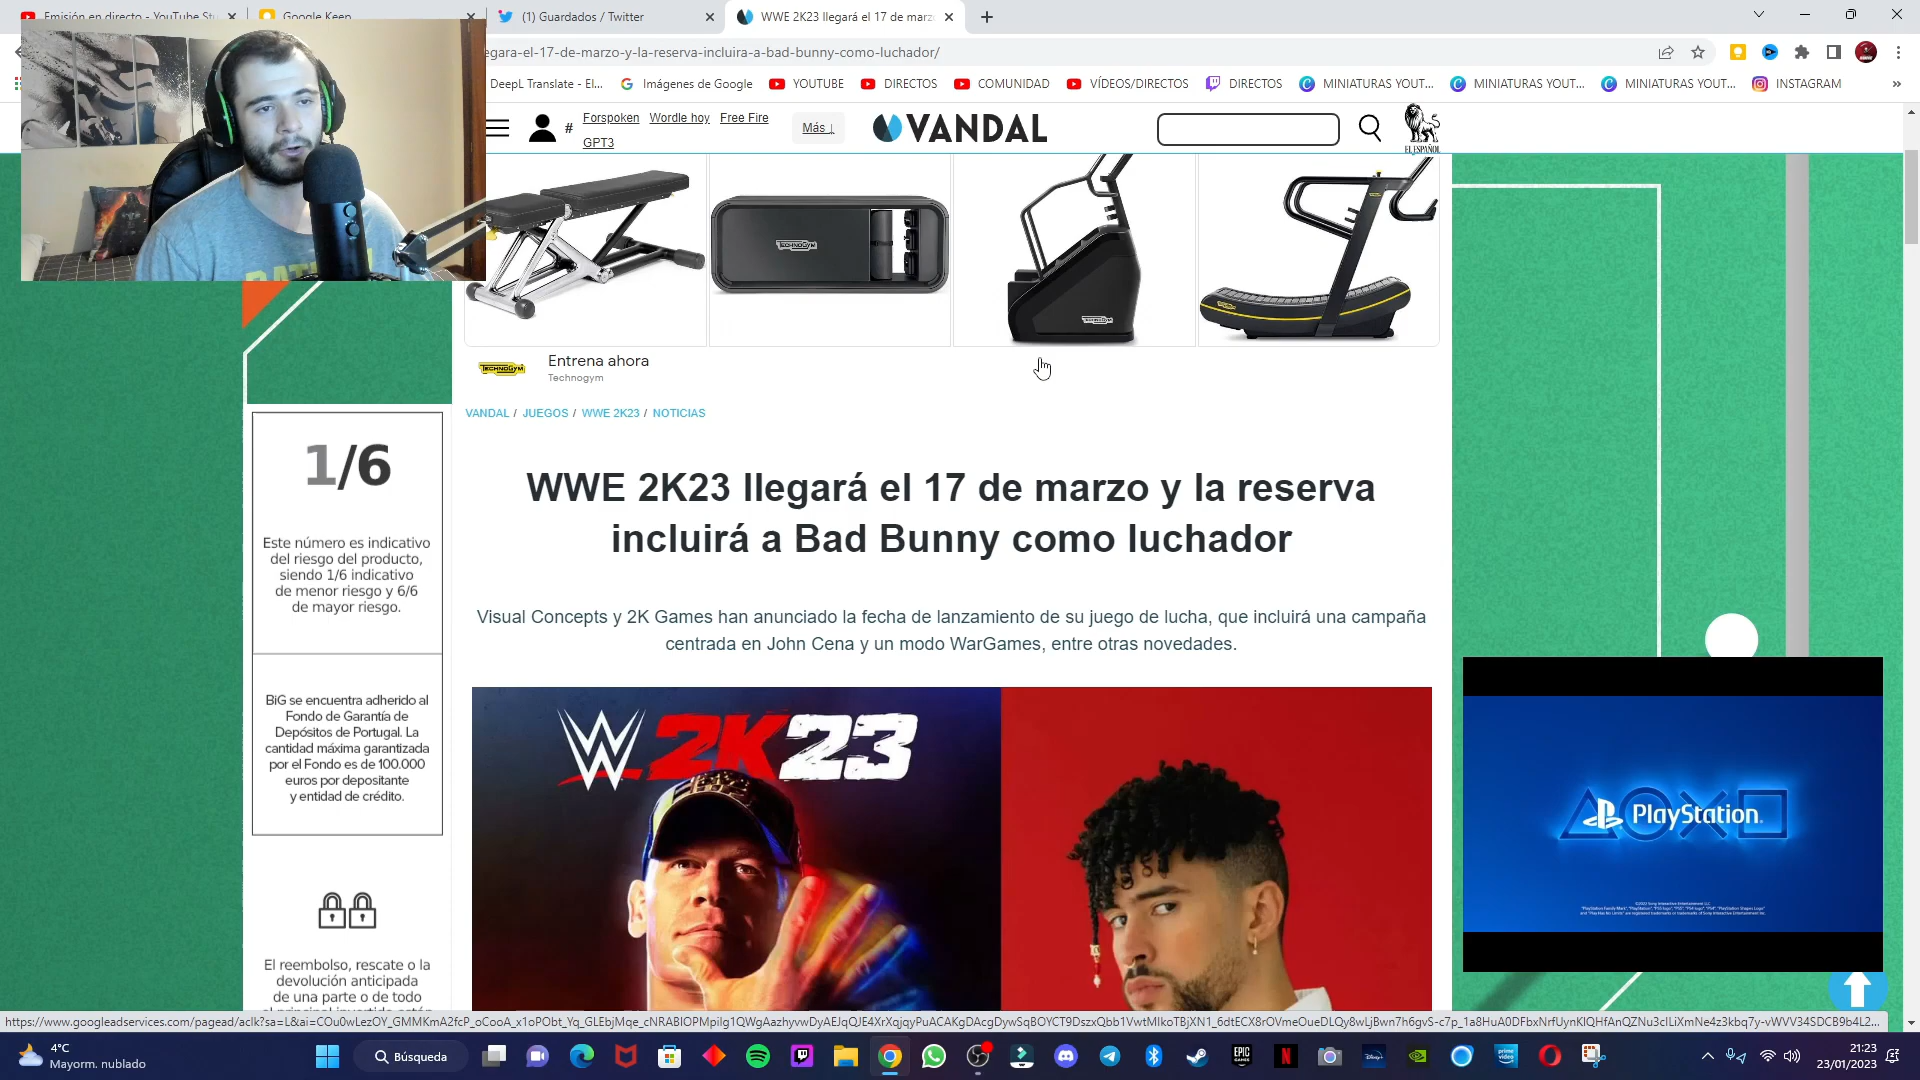 Emisión en directo - YouTube Stu
Google Keep
(1) Guardados / Twitter
WWE 2K23 llegará el 17 de marz
egara-el-17-de-marzo-y-la-reserva-incluira-a-bad-bunny-como-luchador/
DeepL Translate - El...
Imágenes de Google
YOUTUBE
DIRECTOS
COMUNIDAD
VÍDEOS/DIRECTOS
DIRECTOS
MINIATURAS YOUT...
MINIATURAS YOUT...
MINIATURAS YOUT...
INSTAGRAM
»
# Forspoken Wordle hoy Free Fire
GPT3
Más ↓
VANDAL
EL ESPAÑOL
TECHNOGYM
TECHNOGYM
TECHNOGYM
Entrena ahora
Technogym
VANDAL / JUEGOS / WWE 2K23 / NOTICIAS
WWE 2K23 llegará el 17 de marzo y la reserva
incluirá a Bad Bunny como luchador
Visual Concepts y 2K Games han anunciado la fecha de lanzamiento de su juego de lucha, que incluirá una campaña
centrada en John Cena y un modo WarGames, entre otras novedades.
1/6
Este número es indicativo
del riesgo del producto,
siendo 1/6 indicativo
de menor riesgo y 6/6
de mayor riesgo.
BiG se encuentra adherido al
Fondo de Garantía de
Depósitos de Portugal. La
cantidad máxima garantizada
por el Fondo es de 100.000
euros por depositante
y entidad de crédito.
El reembolso, rescate o la
devolución anticipada
de una parte o de todo
W 2K23
PlayStation.
4°C
Mayorm. nublado
Búsqueda
EPIC
GAMES
21:23
23/01/2023